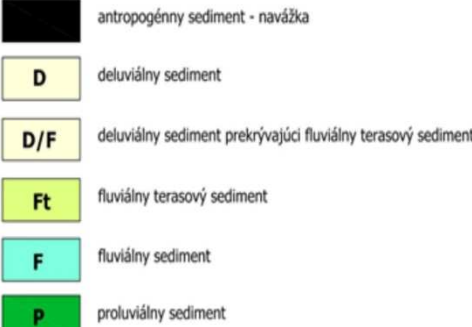 antropogénny sediment - navážka
D deluviálny sediment
D/F deluviálny sediment prekrývajúci fluviálny terasový sediment
Ft fluviálny terasový sediment
F fluviálny sediment
P proluviálny sediment